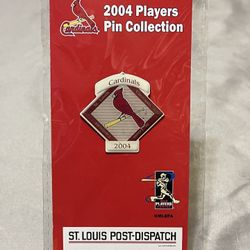 2004 Players
Pin Collection
Cardinals
Cardinals
2004
PLAYERS
ST. LOUIS POST-DISPATCH